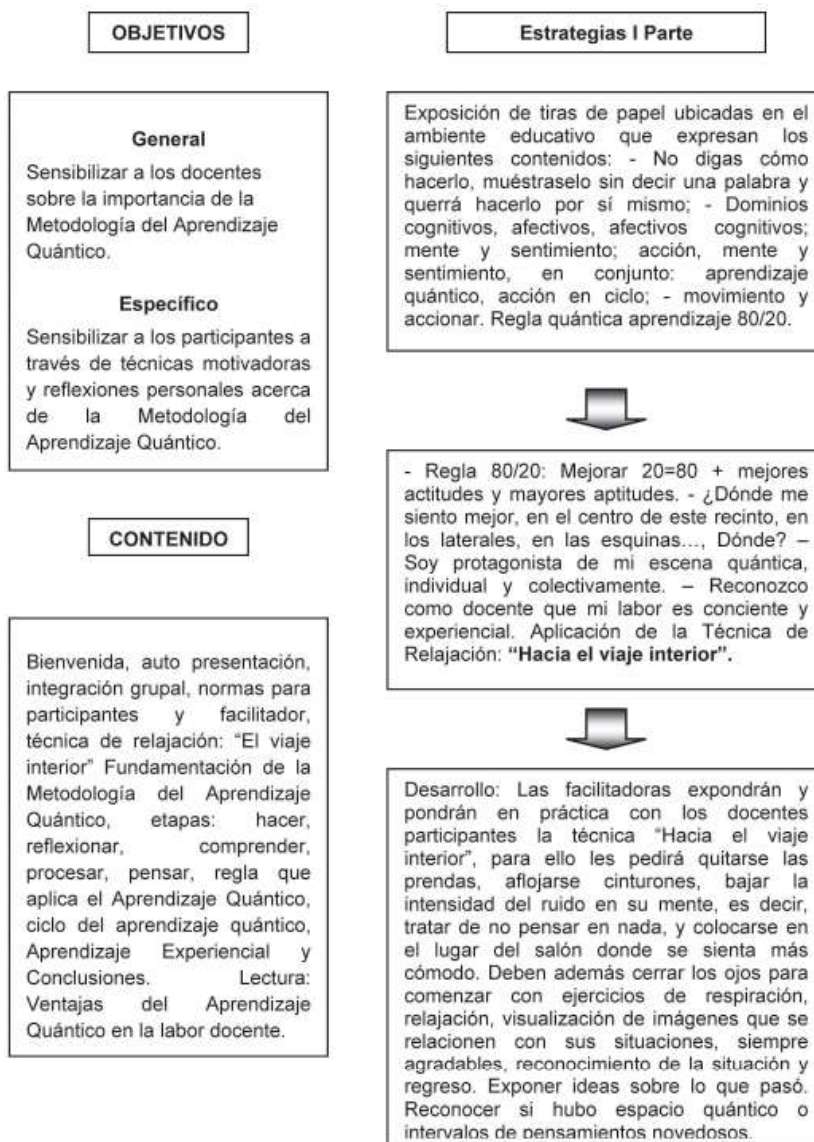 OBJETIVOS
General
Sensibilizar a los docentes
sobre la importancia de la
Metodología del Aprendizaje
Quántico.
Específico
Sensibilizar a los participantes a
través de técnicas motivadoras
y reflexiones personales acerca
de la Metodología del
Aprendizaje Quántico.
CONTENIDO
Bienvenida, auto presentación,
integración grupal, normas para
participantes y facilitador,
técnica de relajación: “El viaje
interior” Fundamentación de la
Metodología del Aprendizaje
Quántico, etapas: hacer,
reflexionar, comprender,
procesar, pensar, regla que
aplica el Aprendizaje Quántico,
ciclo del aprendizaje quántico,
Aprendizaje Experiencial y
Conclusiones. Lectura:
Ventajas del Aprendizaje
Quántico en la labor docente.
Estrategias I Parte
Exposición de tiras de papel ubicadas en el
ambiente educativo que expresan los
siguientes contenidos: - No digas cómo
hacerlo, muéstraselo sin decir una palabra y
querrá hacerlo por sí mismo; - Dominios
cognitivos, afectivos, afectivos cognitivos;
mente y sentimiento; acción, mente y
sentimiento, en conjunto: aprendizaje
quántico, acción en ciclo; - movimiento y
accionar. Regla quántica aprendizaje 80/20.
- Regla 80/20: Mejorar 20=80 + mejores
actitudes y mayores aptitudes. - ¿Dónde me
siento mejor, en el centro de este recinto, en
los laterales, en las esquinas…, Dónde? –
Soy protagonista de mi escena quántica,
individual y colectivamente. – Reconozco
como docente que mi labor es conciente y
experiencial. Aplicación de la Técnica de
Relajación: “Hacia el viaje interior”.
Desarrollo: Las facilitadoras expondrán y
pondrán en práctica con los docentes
participantes la técnica “Hacia el viaje
interior”, para ello les pedirá quitarse las
prendas, aflojarse cinturones, bajar la
intensidad del ruido en su mente, es decir,
tratar de no pensar en nada, y colocarse en
el lugar del salón donde se sienta más
cómodo. Deben además cerrar los ojos para
comenzar con ejercicios de respiración,
relajación, visualización de imágenes que se
relacionen con sus situaciones, siempre
agradables, reconocimiento de la situación y
regreso. Exponer ideas sobre lo que pasó.
Reconocer si hubo espacio quántico o
intervalos de pensamientos novedosos.